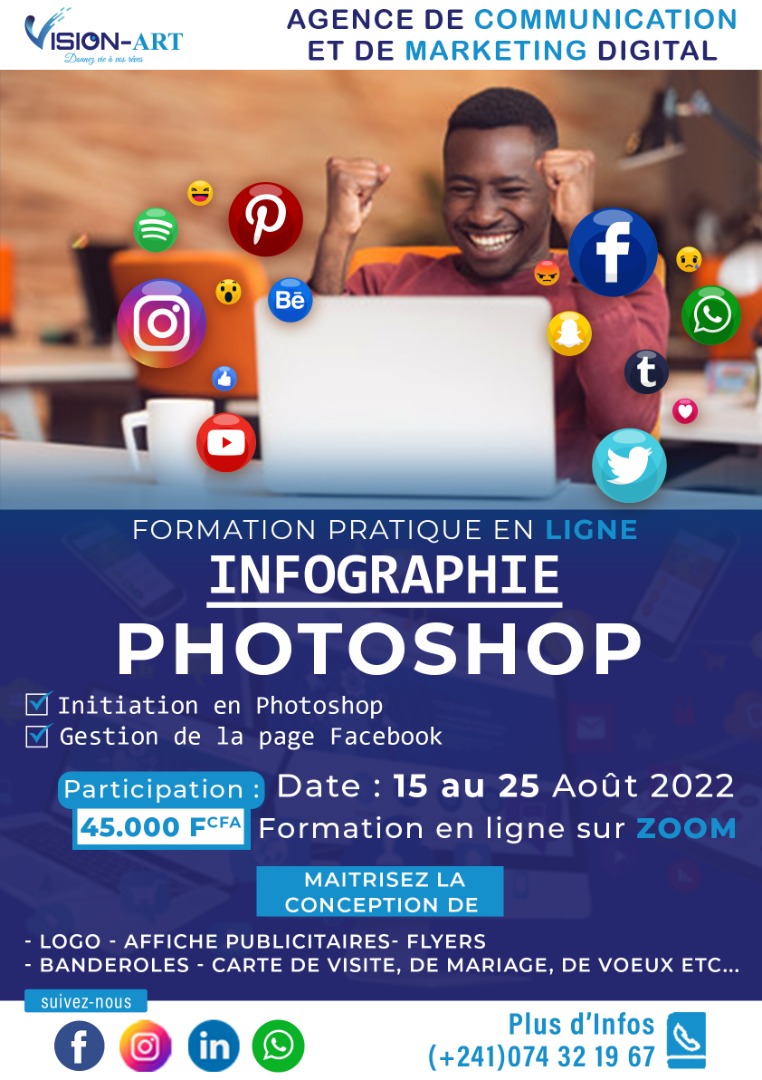 VISION-ART
Donnez vie à vos rêves
AGENCE DE COMMUNICATION
ET DE MARKETING DIGITAL
Bē
FORMATION PRATIQUE EN LIGNE
INFOGRAPHIE
PHOTOSHOP
Initiation en Photoshop
Gestion de la page Facebook
Participation :
45.000 FCFA
Date : 15 au 25 Août 2022
Formation en ligne sur ZOOM
MAITRISEZ LA
CONCEPTION DE
- LOGO - AFFICHE PUBLICITAIRES- FLYERS
- BANDEROLES - CARTE DE VISITE, DE MARIAGE, DE VOEUX ETC...
suivez-nous
Plus d’Infos
(+241)074 32 19 67